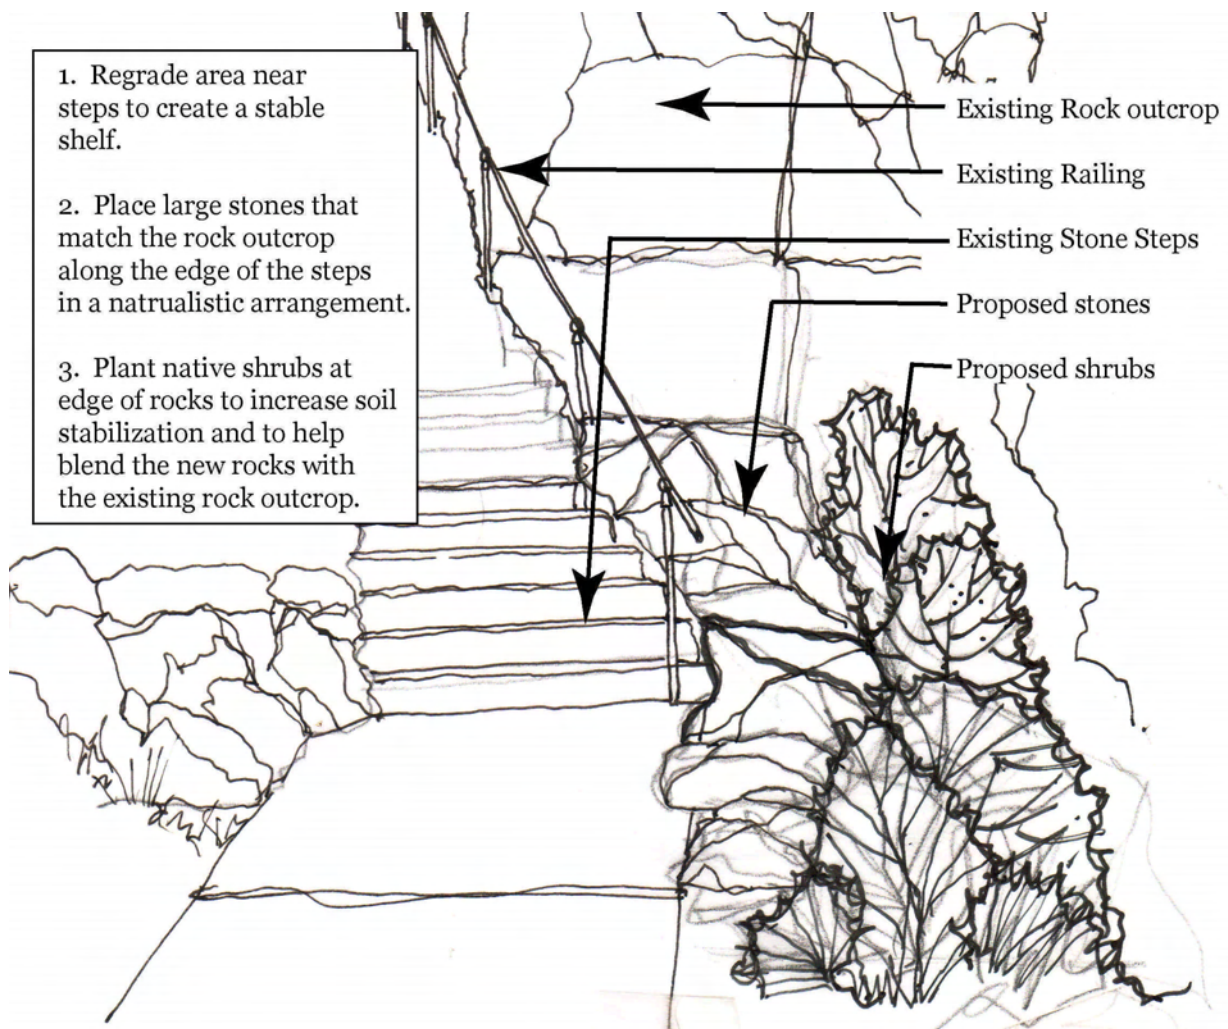 1.  Regrade area near
steps to create a stable
shelf.
2.  Place large stones that
match the rock outcrop
along the edge of the steps
in a natrualistic arrangement.
3.  Plant native shrubs at
edge of rocks to increase soil
stabilization and to help
blend the new rocks with
the existing rock outcrop.
Existing Rock outcrop
Existing Railing
Existing Stone Steps
Proposed stones
Proposed shrubs